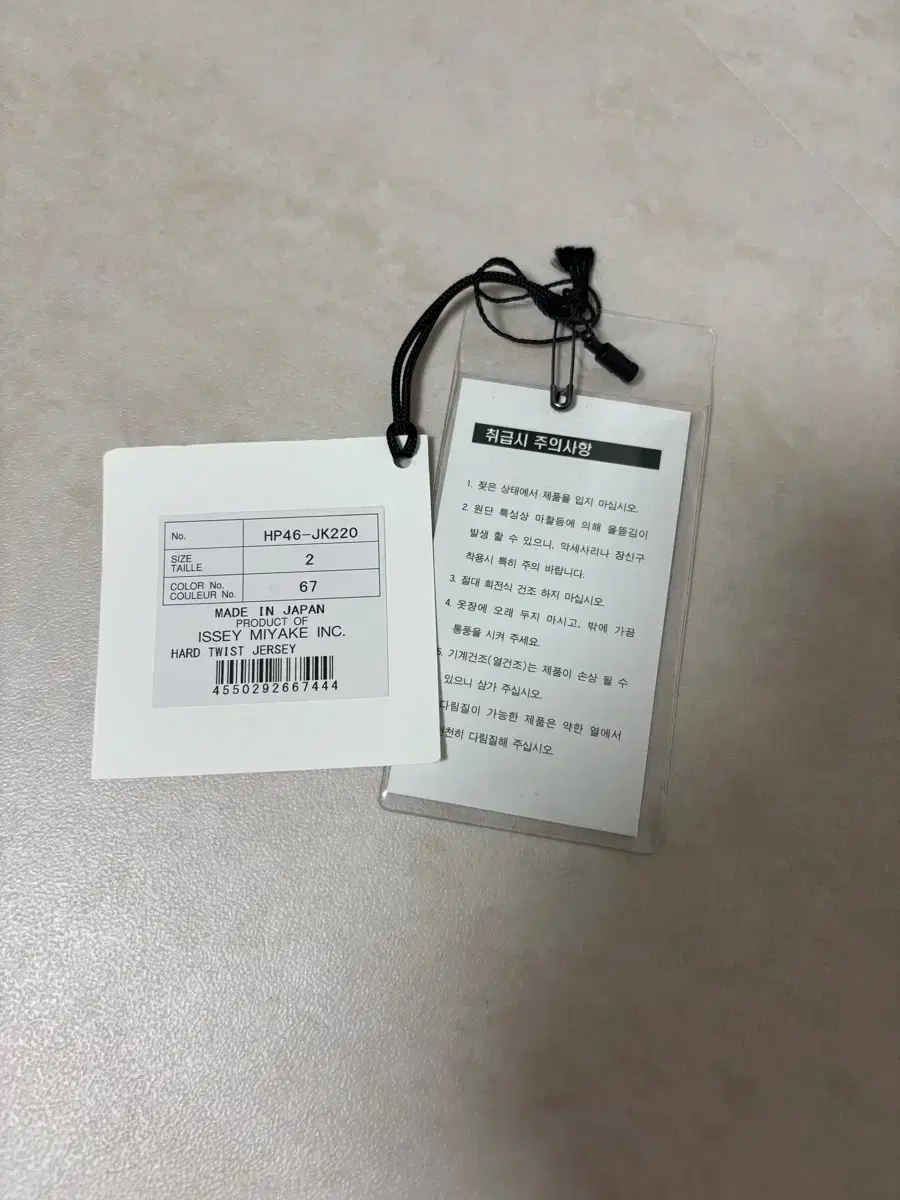 No. HP46-JK220
SIZE
TAILLE 2
COLOR No.
COULEUR No. 67
MADE IN JAPAN
PRODUCT OF
ISSEY MIYAKE INC.
HARD TWIST JERSEY
4550292667444
취급시 주의사항
1. 젖은 상태에서 제품을 입지 마십시오.
2. 원단 특성상 마찰등에 의해 올뜯김이
발생 할 수 있으니, 악세사리나 장신구
착용시 특히 주의 바랍니다.
3. 절대 회전식 건조 하지 마십시오.
4. 옷장에 오래 두지 마시고, 밖에 가끔
통풍을 시켜 주세요.
5. 기계건조(열건조)는 제품이 손상 될 수
있으니 삼가 주십시오.
다림질이 가능한 제품은 약한 열에서
천천히 다림질해 주십시오.